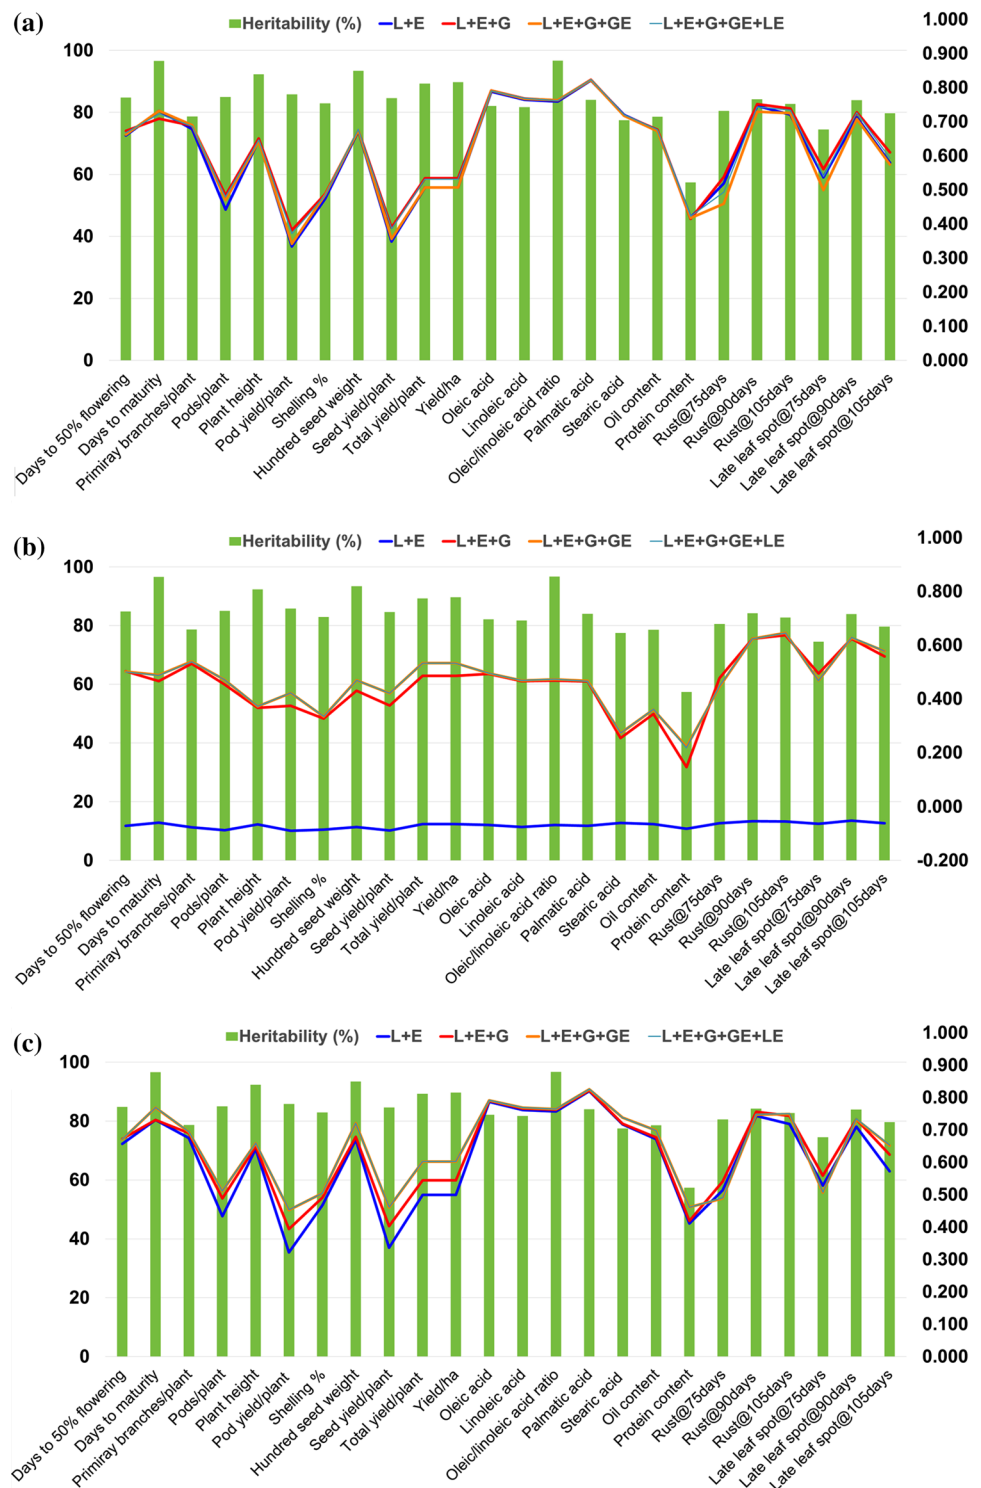 (a)
Heritability (%) L+E L+E+G L+E+G+GE L+E+G+GE+LE
100
80
60
40
20
0
1.000
0.900
0.800
0.700
0.600
0.500
0.400
0.300
0.200
0.100
0.000
Days to 50% flowering
Days to maturity
Primiray branches/plant
Pods/plant
Plant height
Pod yield/plant
Shelling %
Hundred seed weight
Seed yield/plant
Total yield/plant
Yield/ha
Oleic acid
Linoleic acid
Oleic/linoleic acid ratio
Palmatic acid
Stearic acid
Oil content
Protein content
Rust@75days
Rust@90days
Rust@105days
Late leaf spot@75days
Late leaf spot@90days
Late leaf spot@105days
(b)
Heritability (%) L+E L+E+G L+E+G+GE L+E+G+GE+LE
100
80
60
40
20
0
1.000
0.800
0.600
0.400
0.200
0.000
-0.200
Days to 50% flowering
Days to maturity
Primiray branches/plant
Pods/plant
Plant height
Pod yield/plant
Shelling %
Hundred seed weight
Seed yield/plant
Total yield/plant
Yield/ha
Oleic acid
Linoleic acid
Oleic/linoleic acid ratio
Palmatic acid
Stearic acid
Oil content
Protein content
Rust@75days
Rust@90days
Rust@105days
Late leaf spot@75days
Late leaf spot@90days
Late leaf spot@105days
(c)
Heritability (%) L+E L+E+G L+E+G+GE L+E+G+GE+LE
100
80
60
40
20
0
1.000
0.900
0.800
0.700
0.600
0.500
0.400
0.300
0.200
0.100
0.000
Days to 50% flowering
Days to maturity
Primiray branches/plant
Pods/plant
Plant height
Pod yield/plant
Shelling %
Hundred seed weight
Seed yield/plant
Total yield/plant
Yield/ha
Oleic acid
Linoleic acid
Oleic/linoleic acid ratio
Palmatic acid
Stearic acid
Oil content
Protein content
Rust@75days
Rust@90days
Rust@105days
Late leaf spot@75days
Late leaf spot@90days
Late leaf spot@105days